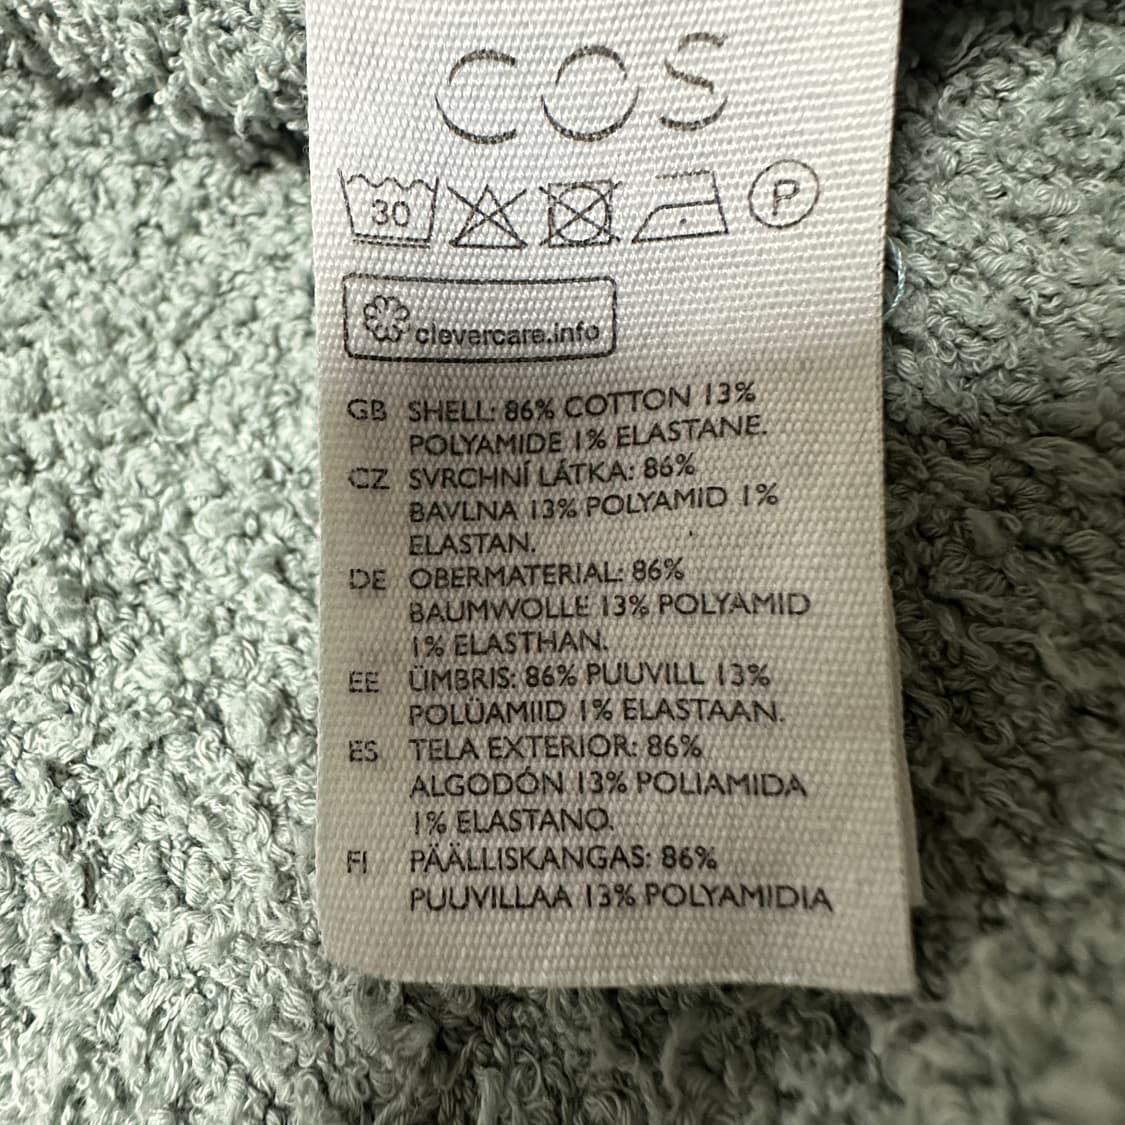 COS
30 P
clevercare.info
GB SHELL: 86% COTTON 13%
POLYAMIDE 1% ELASTANE.
CZ SVRCHNÍ LÁTKA: 86%
BAVLNA 13% POLYAMID 1%
ELASTAN.
DE OBERMATERIAL: 86%
BAUMWOLLE 13% POLYAMID
1% ELASTHAN.
EE ÜMBRIS: 86% PUUVILL 13%
POLÜAMIID 1% ELASTAAN.
ES TELA EXTERIOR: 86%
ALGODÓN 13% POLIAMIDA
1% ELASTANO.
FI PÄÄLLISKANGAS: 86%
PUUVILLAA 13% POLYAMIDIA